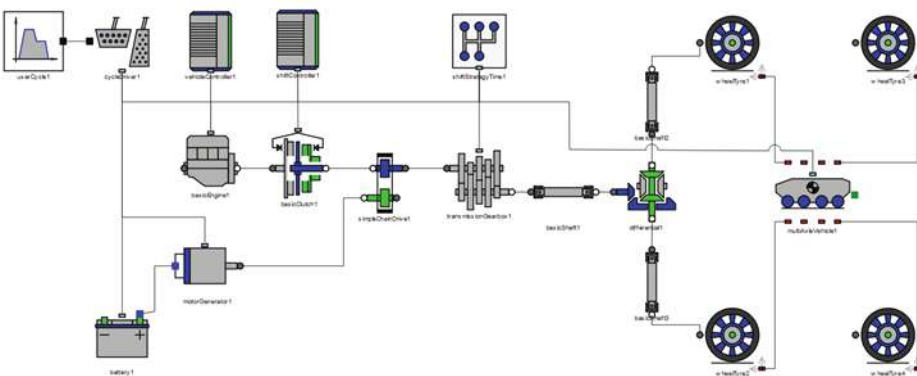 userCycle1
cycleDriver1
vehicleController1
shiftController1
shiftStrategyTime1
wheelTyre1
wheelTyre3
basicShaft2
basicEngine1
basicClutch1
simpleChainDrive1
transmissionGearbox1
basicShaft1
differential1
multiAxleVehicle1
motorGenerator1
basicShaft3
battery1
wheelTyre2
wheelTyre4